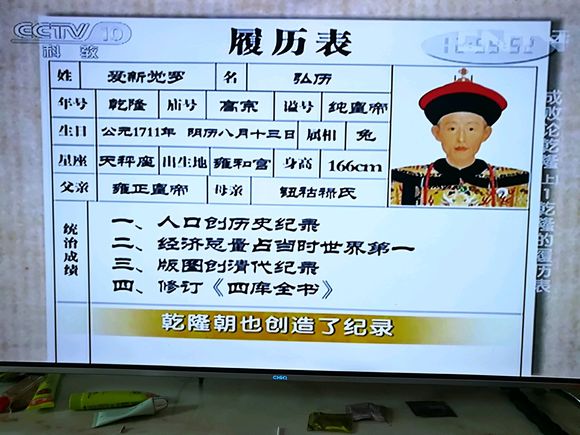 CCTV 10
科教
履历表
姓 爱新觉罗 名 弘历
年号 乾隆 庙号 高宗 谥号 纯皇帝
生日 公元1711年 阴历八月十三日 属相 兔
星座 天秤座 出生地 雍和宫 身高 166cm
父亲 雍正皇帝 母亲 钮祜禄氏
统治成绩
一、人口创历史纪录
二、经济总量占当时世界第一
三、版图创清代纪录
四、修订《四库全书》
乾隆朝也创造了纪录
成败论乾隆 上 1 乾隆的履历表
CHiQ